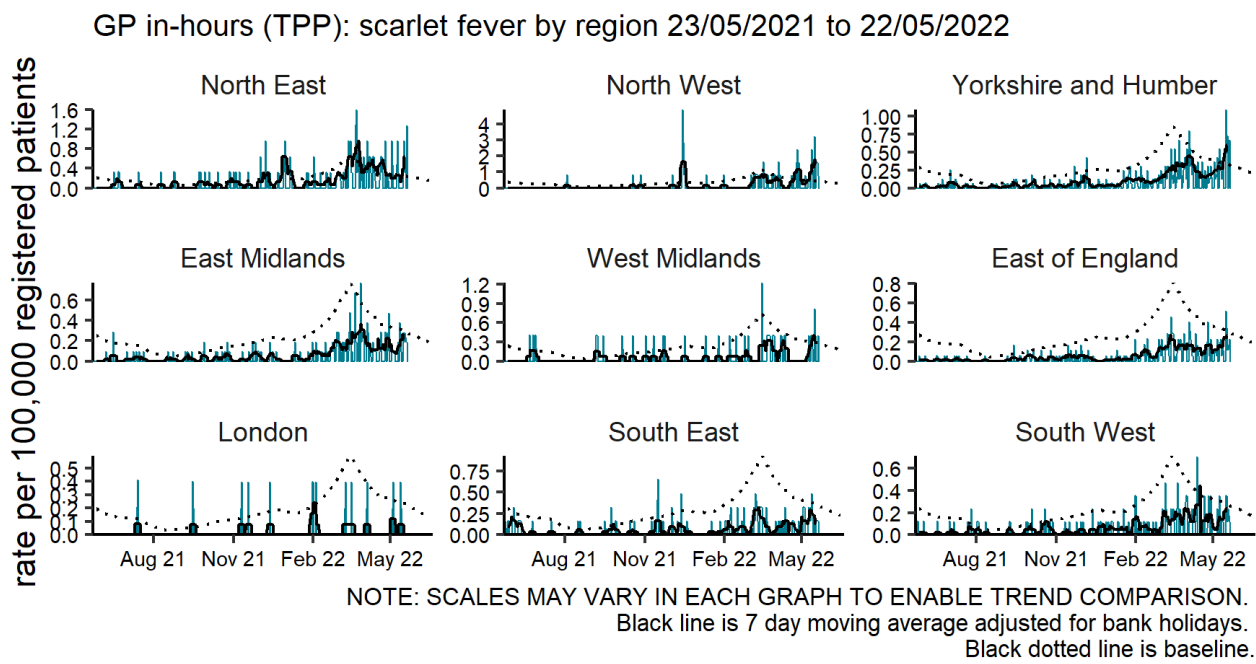 GP in-hours (TPP): scarlet fever by region 23/05/2021 to 22/05/2022
rate per 100,000 registered patients
North East
1.6
1.2
0.8
0.4
0.0
North West
4
3
2
1
0
Yorkshire and Humber
1.00
0.75
0.50
0.25
0.00
East Midlands
0.6
0.4
0.2
0.0
West Midlands
1.2
0.9
0.6
0.3
0.0
East of England
0.8
0.6
0.4
0.2
0.0
London
0.5
0.4
0.3
0.2
0.1
0.0
South East
0.75
0.50
0.25
0.00
South West
0.6
0.4
0.2
0.0
Aug 21 Nov 21 Feb 22 May 22
Aug 21 Nov 21 Feb 22 May 22
Aug 21 Nov 21 Feb 22 May 22
NOTE: SCALES MAY VARY IN EACH GRAPH TO ENABLE TREND COMPARISON.
Black line is 7 day moving average adjusted for bank holidays.
Black dotted line is baseline.